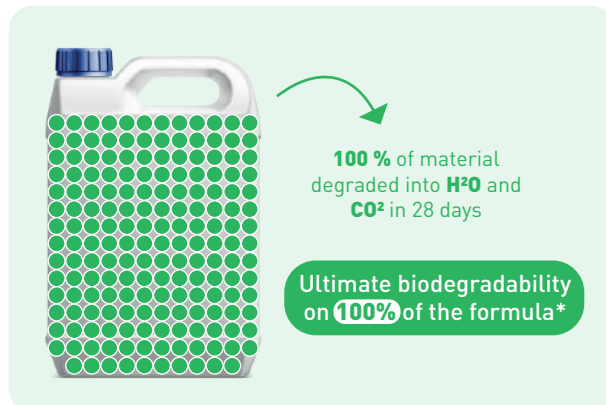 100 % of material
degraded into H²O and
CO² in 28 days
Ultimate biodegradability
on 100% of the formula*